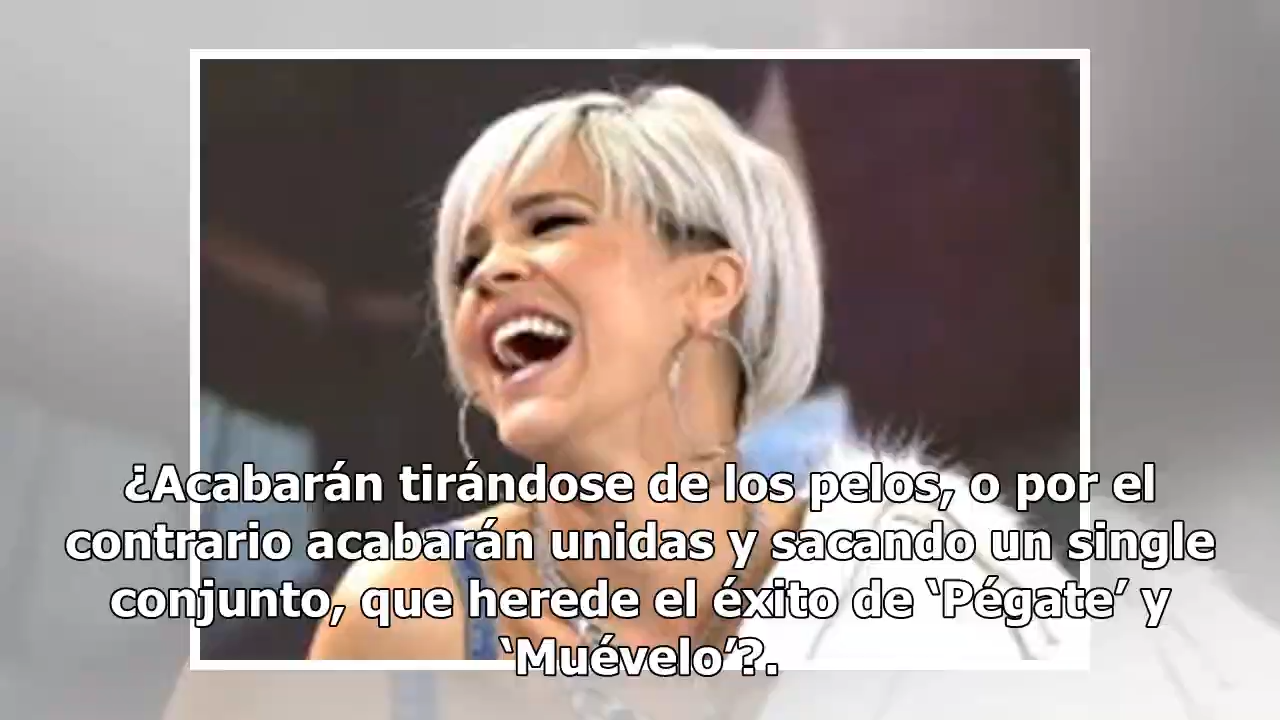 ¿Acabarán tirándose de los pelos, o por el
contrario acabarán unidas y sacando un single
conjunto, que herede el éxito de ‘Pégate’ y
‘Muévelo’?.